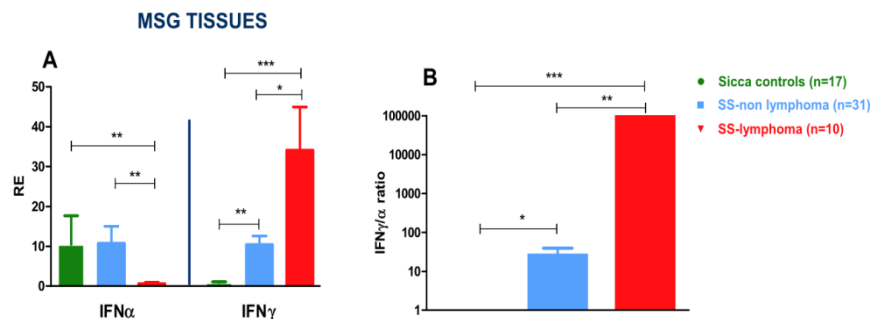 MSG TISSUES
A
50
40
30
20
10
0
RE
**
**
***
*
**
IFNα
IFNγ
B
100000
10000
1000
100
10
1
IFNγ/α ratio
***
**
*
Sicca controls (n=17)
SS-non lymphoma (n=31)
SS-lymphoma (n=10)